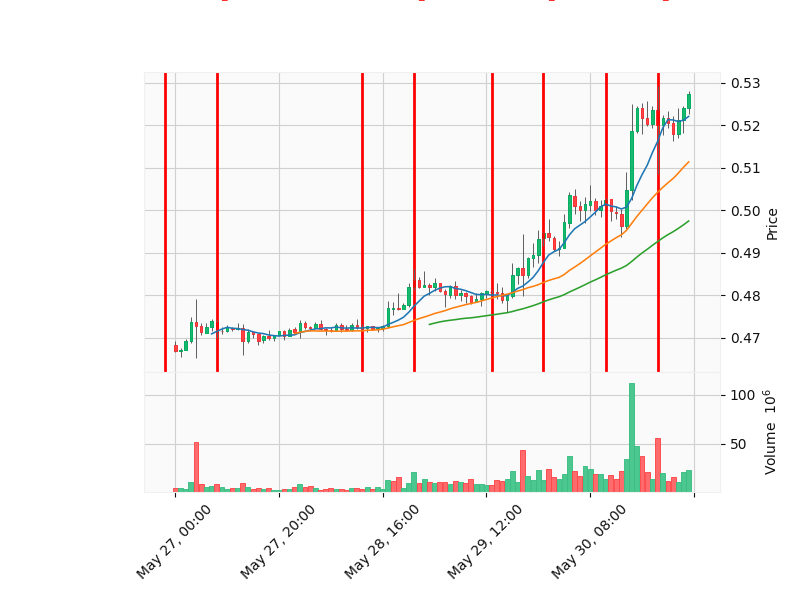 0.53
0.52
0.51
0.50
0.49
0.48
0.47
Price
100
50
Volume 10⁶
May 27, 00:00
May 27, 20:00
May 28, 16:00
May 29, 12:00
May 30, 08:00